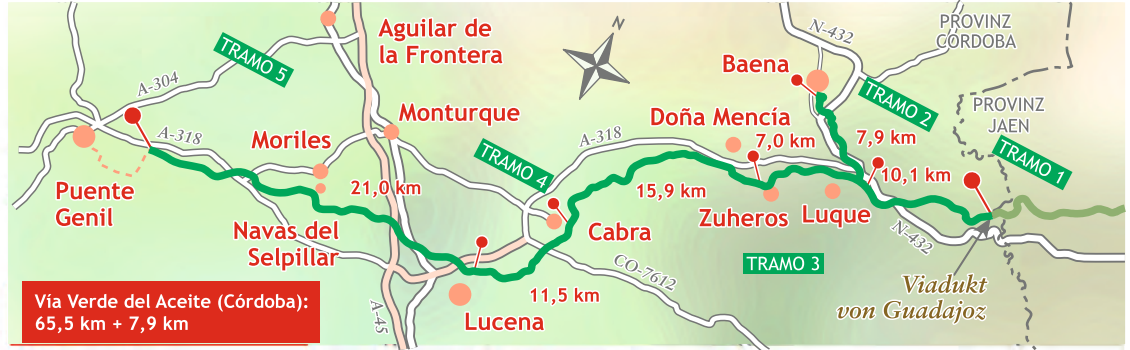 Aguilar de
la Frontera
N
N-432
PROVINZ
CÓRDOBA
TRAMO 5
A-304
Baena
TRAMO 2
PROVINZ
JAEN
Monturque
Doña Mencía
7,0 km
7,9 km
A-318
Moriles
A-318
TRAMO 4
TRAMO 1
10,1 km
Puente
Genil
21,0 km
15,9 km
Zuheros
Luque
Navas del
Selpillar
Cabra
N-432
TRAMO 3
CO-7612
Viadukt
von Guadajoz
11,5 km
A-45
Lucena
Vía Verde del Aceite (Córdoba):
65,5 km + 7,9 km